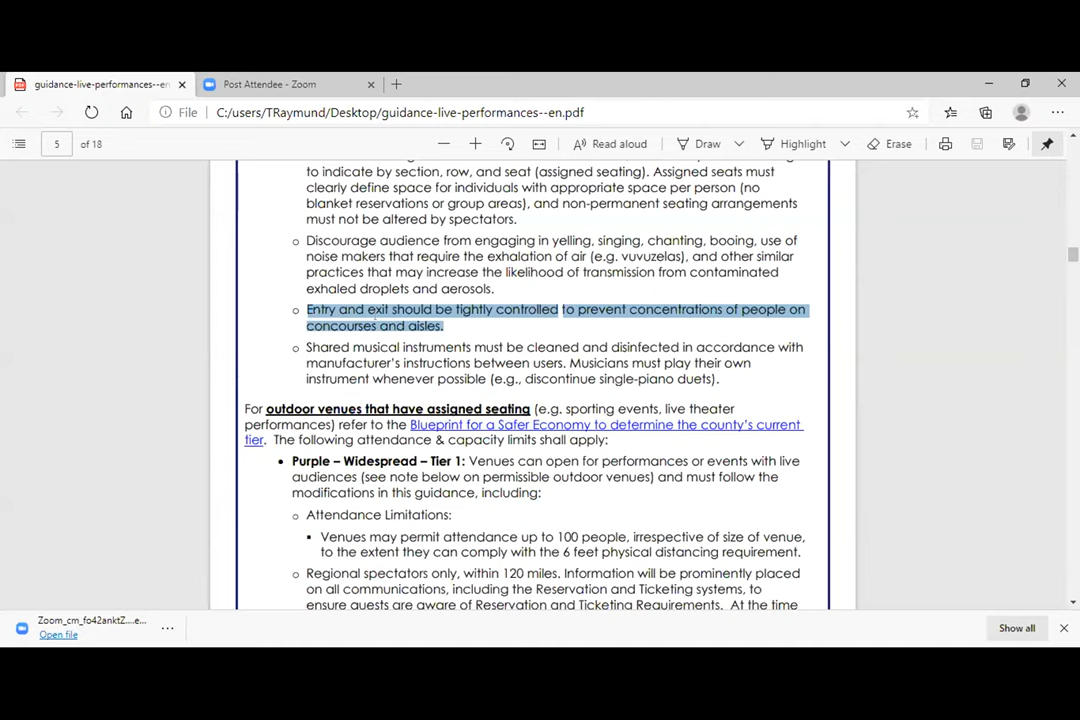 guidance-live-performances--en
Post Attendee - Zoom
File
C:/users/TRaymund/Desktop/guidance-live-performances--en.pdf
5
of 18
Read aloud
Draw
Highlight
Erase
to indicate by section, row, and seat (assigned seating). Assigned seats must
clearly define space for individuals with appropriate space per person (no
blanket reservations or group areas), and non-permanent seating arrangements
must not be altered by spectators.
o Discourage audience from engaging in yelling, singing, chanting, booing, use of
noise makers that require the exhalation of air (e.g. vuvuzelas), and other similar
practices that may increase the likelihood of transmission from contaminated
exhaled droplets and aerosols.
o Entry and exit should be tightly controlled to prevent concentrations of people on
concourses and aisles.
o Shared musical instruments must be cleaned and disinfected in accordance with
manufacturer's instructions between users. Musicians must play their own
instrument whenever possible (e.g., discontinue single-piano duets).
For outdoor venues that have assigned seating (e.g. sporting events, live theater
performances) refer to the Blueprint for a Safer Economy to determine the county's current
tier. The following attendance & capacity limits shall apply:
• Purple – Widespread – Tier 1: Venues can open for performances or events with live
audiences (see note below on permissible outdoor venues) and must follow the
modifications in this guidance, including:
o Attendance Limitations:
▪ Venues may permit attendance up to 100 people, irrespective of size of venue,
to the extent they can comply with the 6 feet physical distancing requirement.
o Regional spectators only, within 120 miles. Information will be prominently placed
on all communications, including the Reservation and Ticketing systems, to
ensure guests are aware of Reservation and Ticketing Requirements. At the time
Zoom_cm_fo42anktZ....e...
Open file
Show all